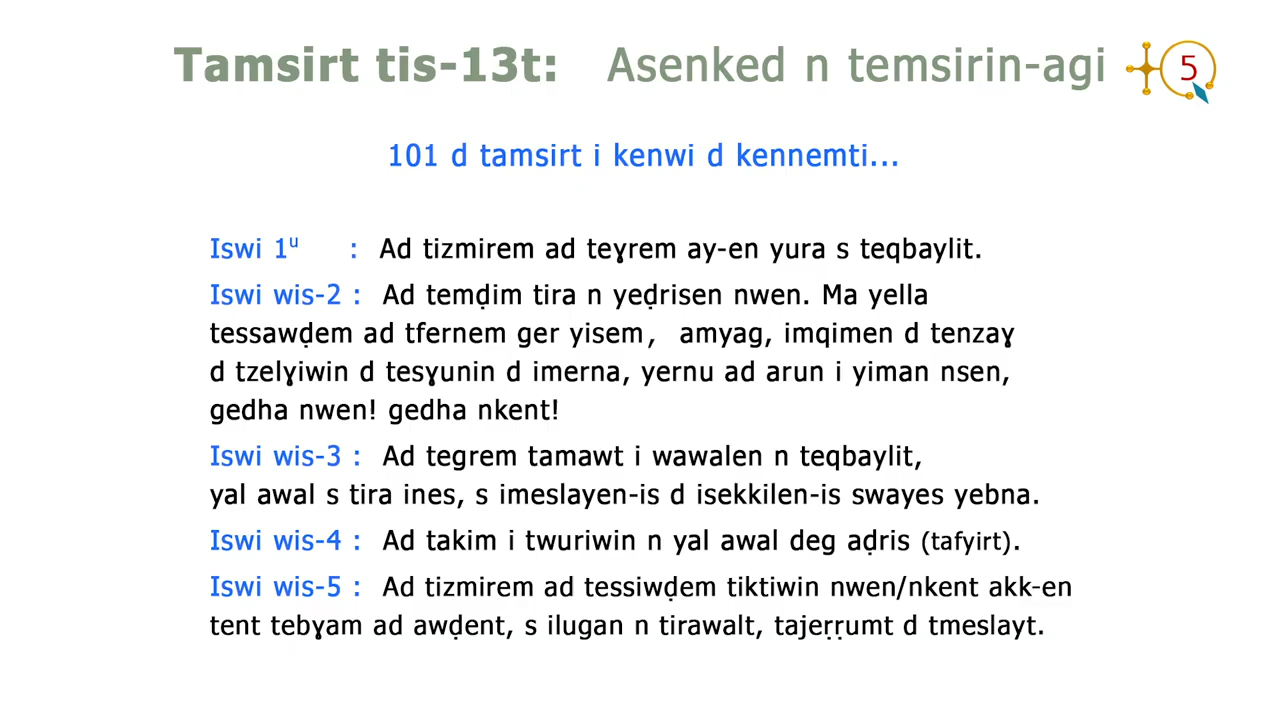 Tamsirt tis-13t: Asenked n temsirin-agi 5
101 d tamsirt i kenwi d kennemti...
Iswi 1ᵘ : Ad tizmirem ad teɣrem ay-en yura s teqbaylit.
Iswi wis-2 : Ad temḍim tira n yeḍrisen nwen. Ma yella
tessawḍem ad tfernem ger yisem, amyag, imqimen d tenzaɣ
d tzelɣiwin d tesɣunin d imerna, yernu ad arun i yiman nsen,
gedha nwen! gedha nkent!
Iswi wis-3 : Ad tegrem tamawt i wawalen n teqbaylit,
yal awal s tira ines, s imeslayen-is d isekkilen-is swayes yebna.
Iswi wis-4 : Ad takim i twuriwin n yal awal deg aḍris (tafyirt).
Iswi wis-5 : Ad tizmirem ad tessiwḍem tiktiwin nwen/nkent akk-en
tent tebɣam ad awḍent, s ilugan n tirawalt, tajeṛṛumt d tmeslayt.